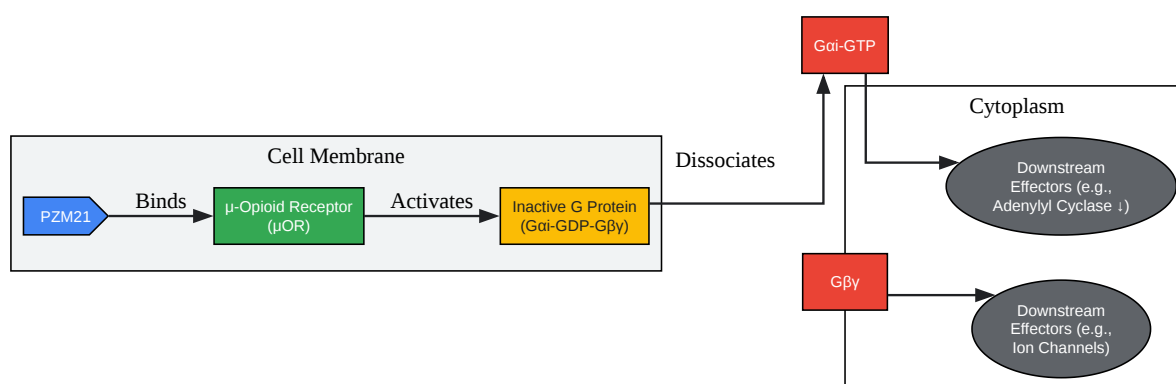 Gαi-GTP
Cytoplasm
Cell Membrane
Dissociates
PZM21
Binds
μ-Opioid Receptor
(μOR)
Activates
Inactive G Protein
(Gαi-GDP-Gβγ)
Downstream
Effectors (e.g.,
Adenylyl Cyclase ↓)
Gβγ
Downstream
Effectors (e.g.,
Ion Channels)